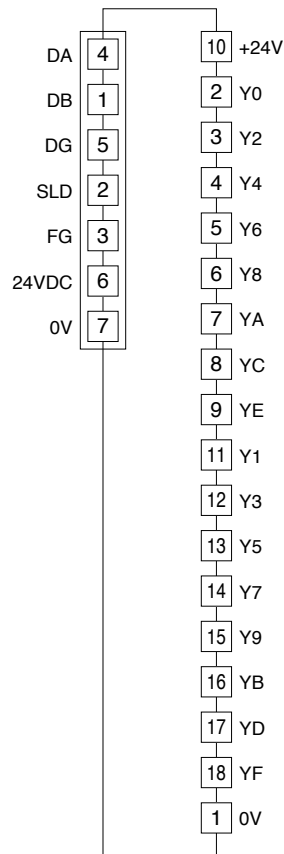 DA 4
DB 1
DG 5
SLD 2
FG 3
24VDC 6
0V 7
10 +24V
2 Y0
3 Y2
4 Y4
5 Y6
6 Y8
7 YA
8 YC
9 YE
11 Y1
12 Y3
13 Y5
14 Y7
15 Y9
16 YB
17 YD
18 YF
1 0V